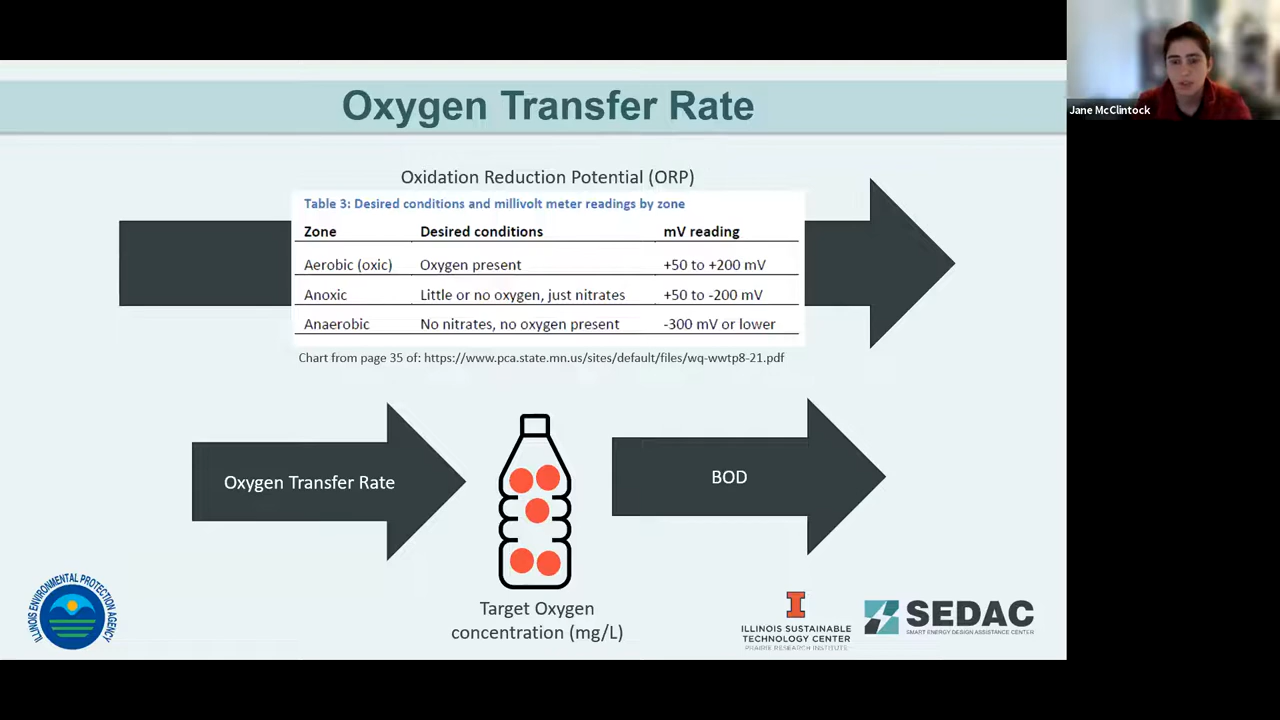 Oxygen Transfer Rate
Jane McClintock
Oxidation Reduction Potential (ORP)
Table 3: Desired conditions and millivolt meter readings by zone
Zone Desired conditions mV reading
Aerobic (oxic) Oxygen present +50 to +200 mV
Anoxic Little or no oxygen, just nitrates +50 to -200 mV
Anaerobic No nitrates, no oxygen present -300 mV or lower
Chart from page 35 of: https://www.pca.state.mn.us/sites/default/files/wq-wwtp8-21.pdf
Oxygen Transfer Rate
BOD
Target Oxygen
concentration (mg/L)
ILLINOIS ENVIRONMENTAL PROTECTION AGENCY
ILLINOIS SUSTAINABLE
TECHNOLOGY CENTER
PRAIRIE RESEARCH INSTITUTE
SEDAC
SMART ENERGY DESIGN ASSISTANCE CENTER